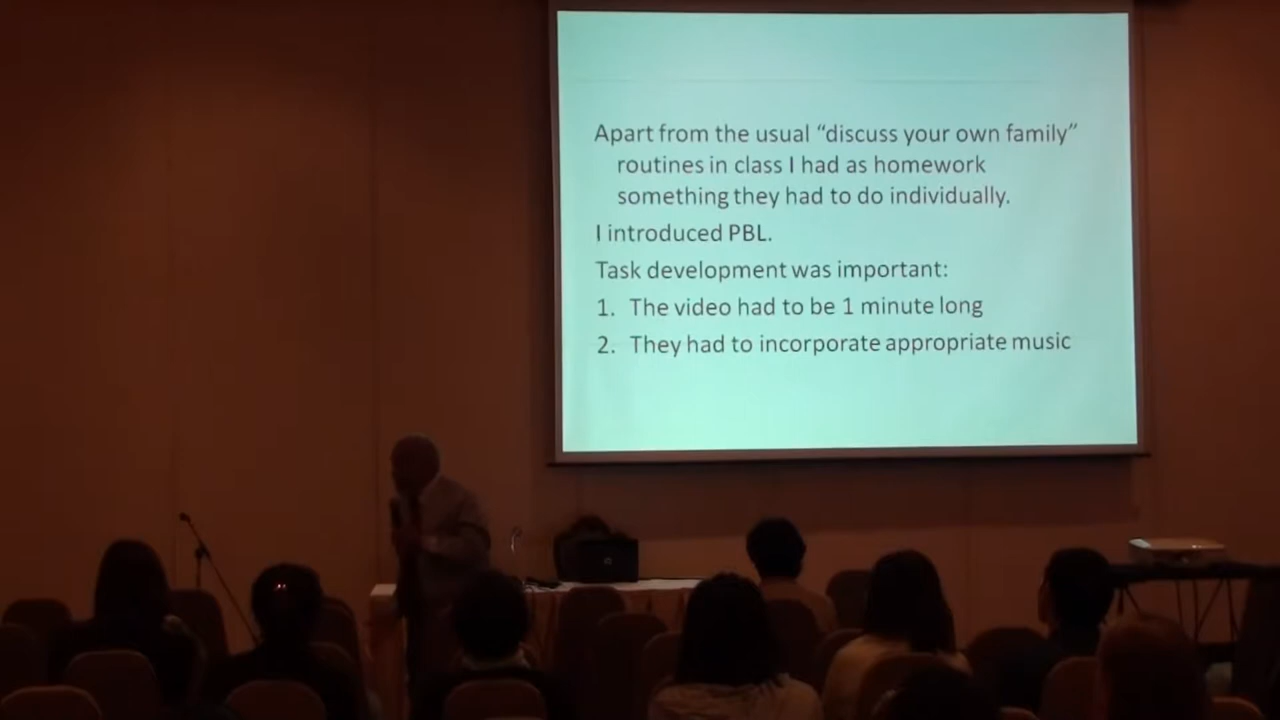 Apart from the usual “discuss your own family”
routines in class I had as homework
something they had to do individually.
I introduced PBL.
Task development was important:
1. The video had to be 1 minute long
2. They had to incorporate appropriate music